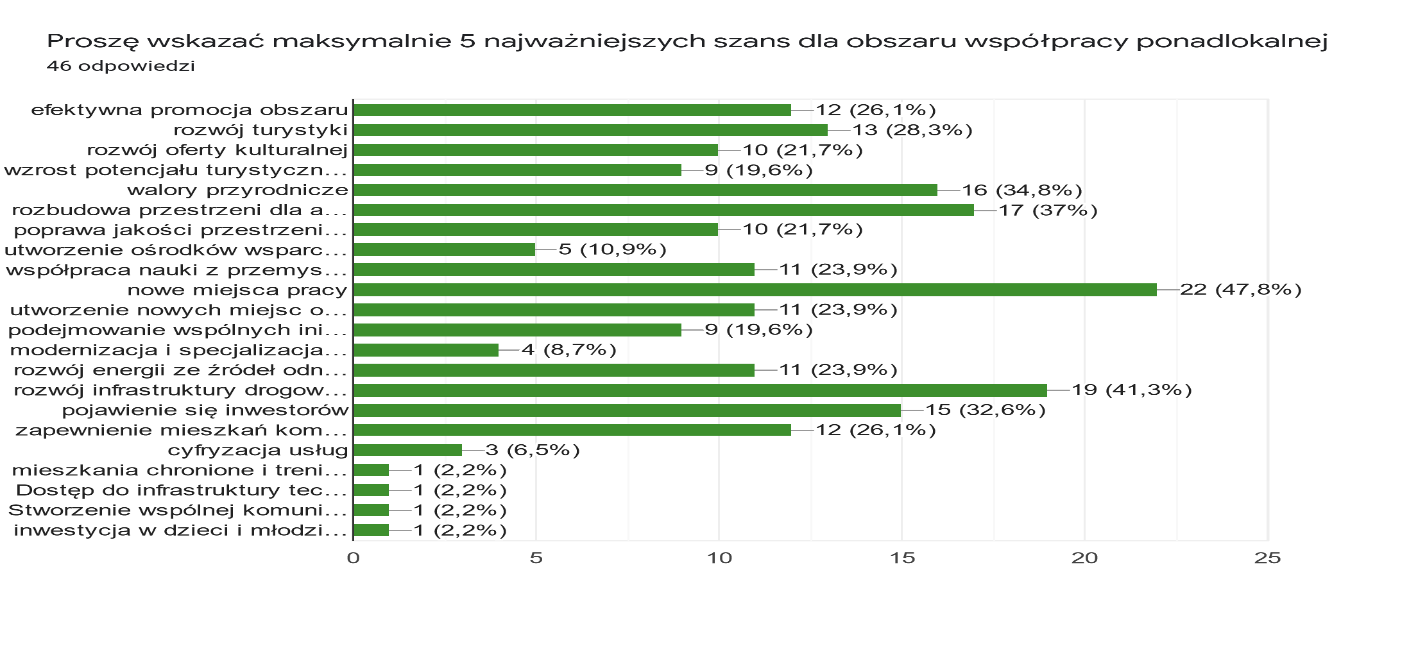 Proszę wskazać maksymalnie 5 najważniejszych szans dla obszaru współpracy ponadlokalnej
46 odpowiedzi
efektywna promocja obszaru 12 (26,1%)
rozwój turystyki 13 (28,3%)
rozwój oferty kulturalnej 10 (21,7%)
wzrost potencjału turystyczn... 9 (19,6%)
walory przyrodnicze 16 (34,8%)
rozbudowa przestrzeni dla a... 17 (37%)
poprawa jakości przestrzeni... 10 (21,7%)
utworzenie ośrodków wsparc... 5 (10,9%)
współpraca nauki z przemys... 11 (23,9%)
nowe miejsca pracy 22 (47,8%)
utworzenie nowych miejsc o... 11 (23,9%)
podejmowanie wspólnych ini... 9 (19,6%)
modernizacja i specjalizacja... 4 (8,7%)
rozwój energii ze źródeł odn... 11 (23,9%)
rozwój infrastruktury drogow... 19 (41,3%)
pojawienie się inwestorów 15 (32,6%)
zapewnienie mieszkań kom... 12 (26,1%)
cyfryzacja usług 3 (6,5%)
mieszkania chronione i treni... 1 (2,2%)
Dostęp do infrastruktury tec... 1 (2,2%)
Stworzenie wspólnej komuni... 1 (2,2%)
inwestycja w dzieci i młodzi... 1 (2,2%)
0 5 10 15 20 25